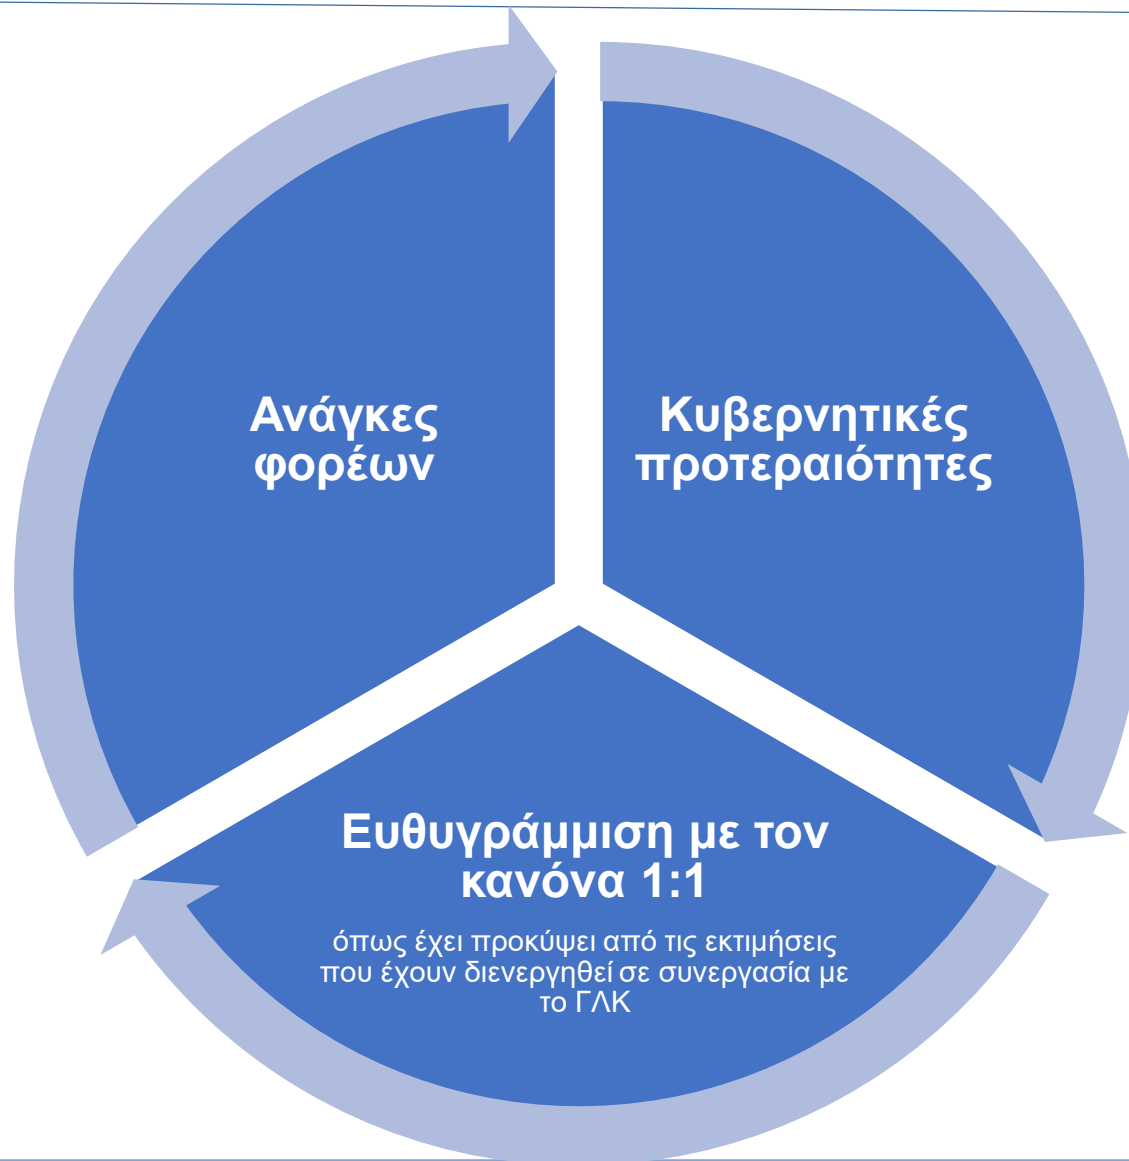 Ανάγκες
φορέων
Κυβερνητικές
προτεραιότητες
Ευθυγράμμιση με τον
κανόνα 1:1
όπως έχει προκύψει από τις εκτιμήσεις
που έχουν διενεργηθεί σε συνεργασία με
το ΓΛΚ